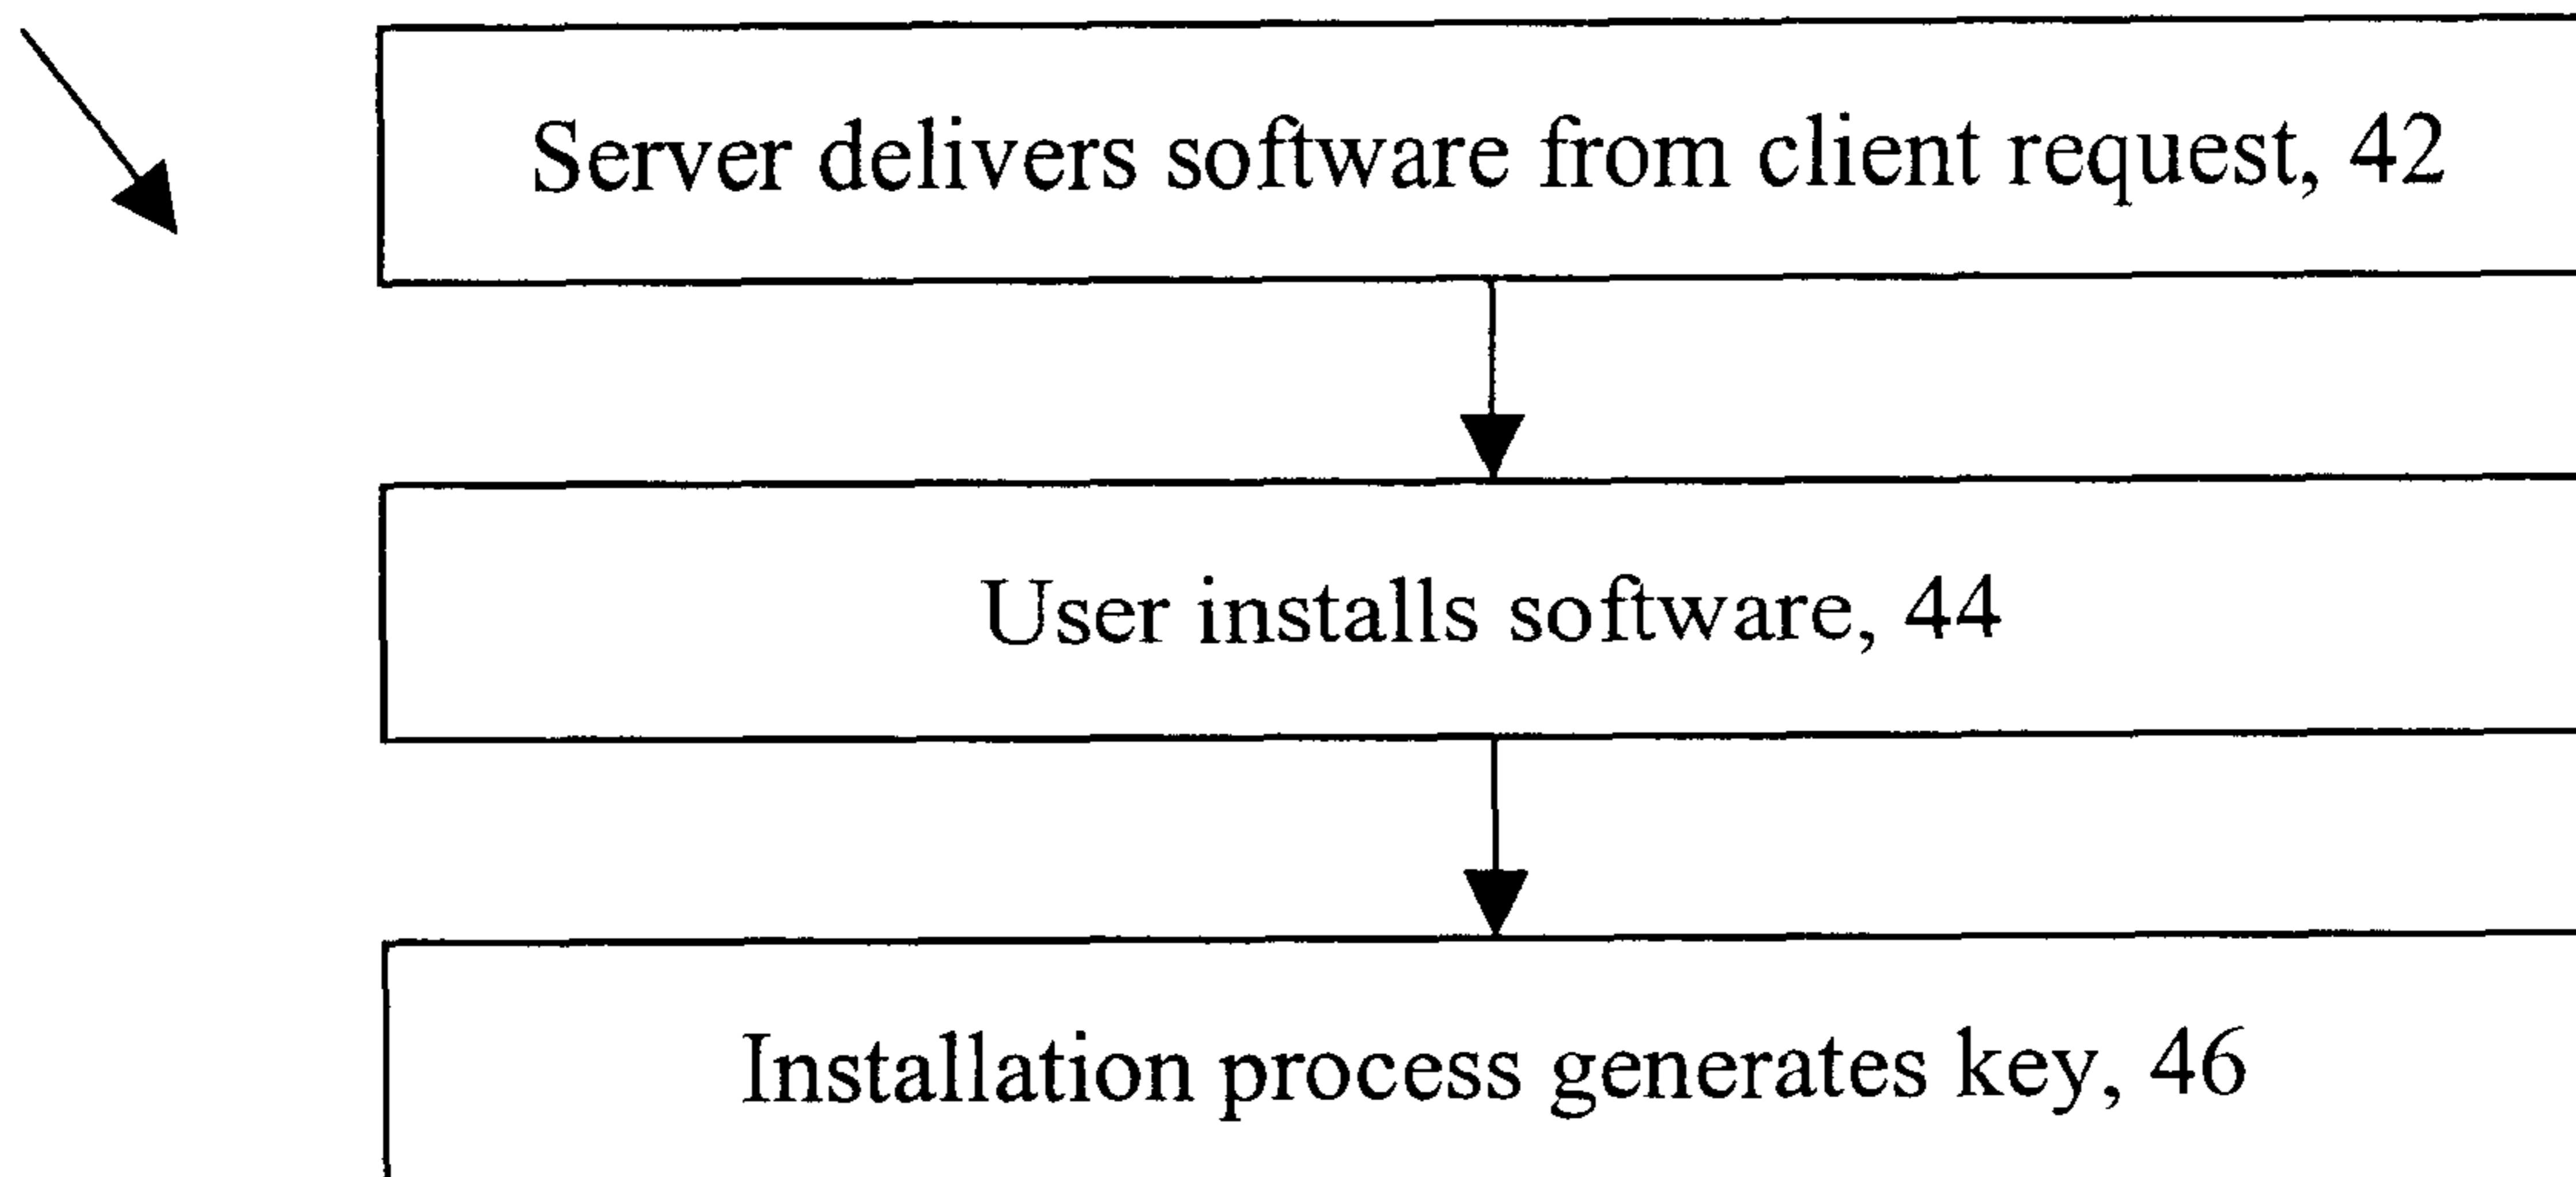 Server delivers software from client request, 42
User installs software, 44
Installation process generates key, 46